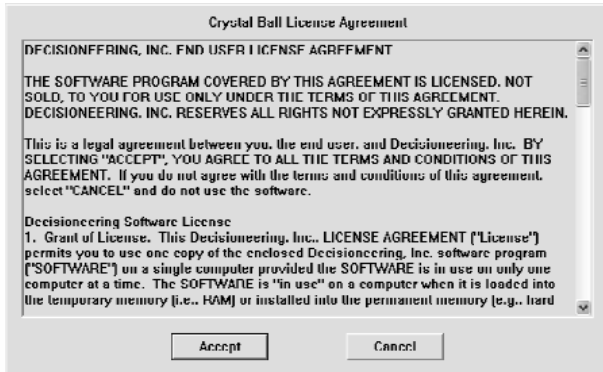 Crystal Ball License Agreement
DECISIONEERING, INC. END USER LICENSE AGREEMENT
THE SOFTWARE PROGRAM COVERED BY THIS AGREEMENT IS LICENSED, NOT
SOLD, TO YOU FOR USE ONLY UNDER THE TERMS OF THIS AGREEMENT.
DECISIONEERING, INC. RESERVES ALL RIGHTS NOT EXPRESSLY GRANTED HEREIN.
This is a legal agreement between you, the end user, and Decisioneering, Inc. BY
SELECTING "ACCEPT", YOU AGREE TO ALL THE TERMS AND CONDITIONS OF THIS
AGREEMENT. If you do not agree with the terms and conditions of this agreement,
select "CANCEL" and do not use the software.
Decisioneering Software License
1. Grant of License. This Decisioneering, Inc.. LICENSE AGREEMENT ("License")
permits you to use one copy of the enclosed Decisioneering, Inc. software program
("SOFTWARE") on a single computer provided the SOFTWARE is in use on only one
computer at a time. The SOFTWARE is "in use" on a computer when it is loaded into
the temporary memory (i.e.. RAM) or installed into the permanent memory (e.g.. hard
Accept
Cancel